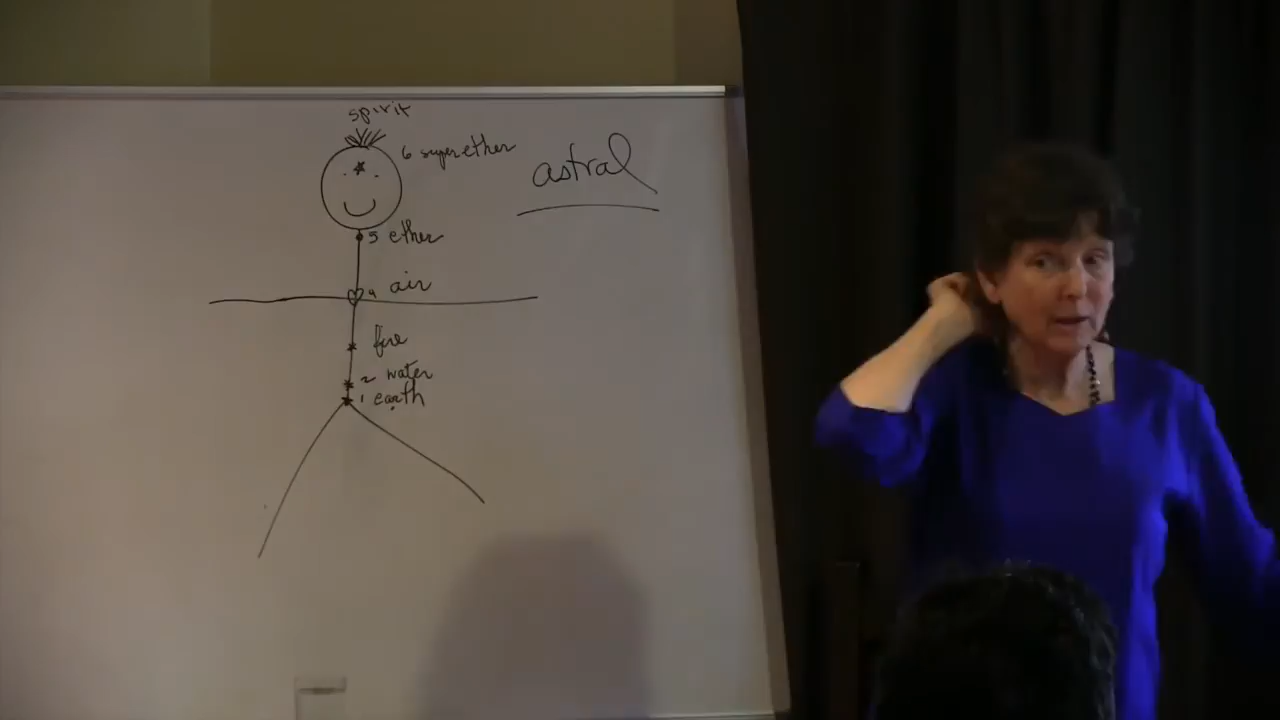 spirit
6 superether
astral
5 ether
4 air
fire
2 water
1 earth